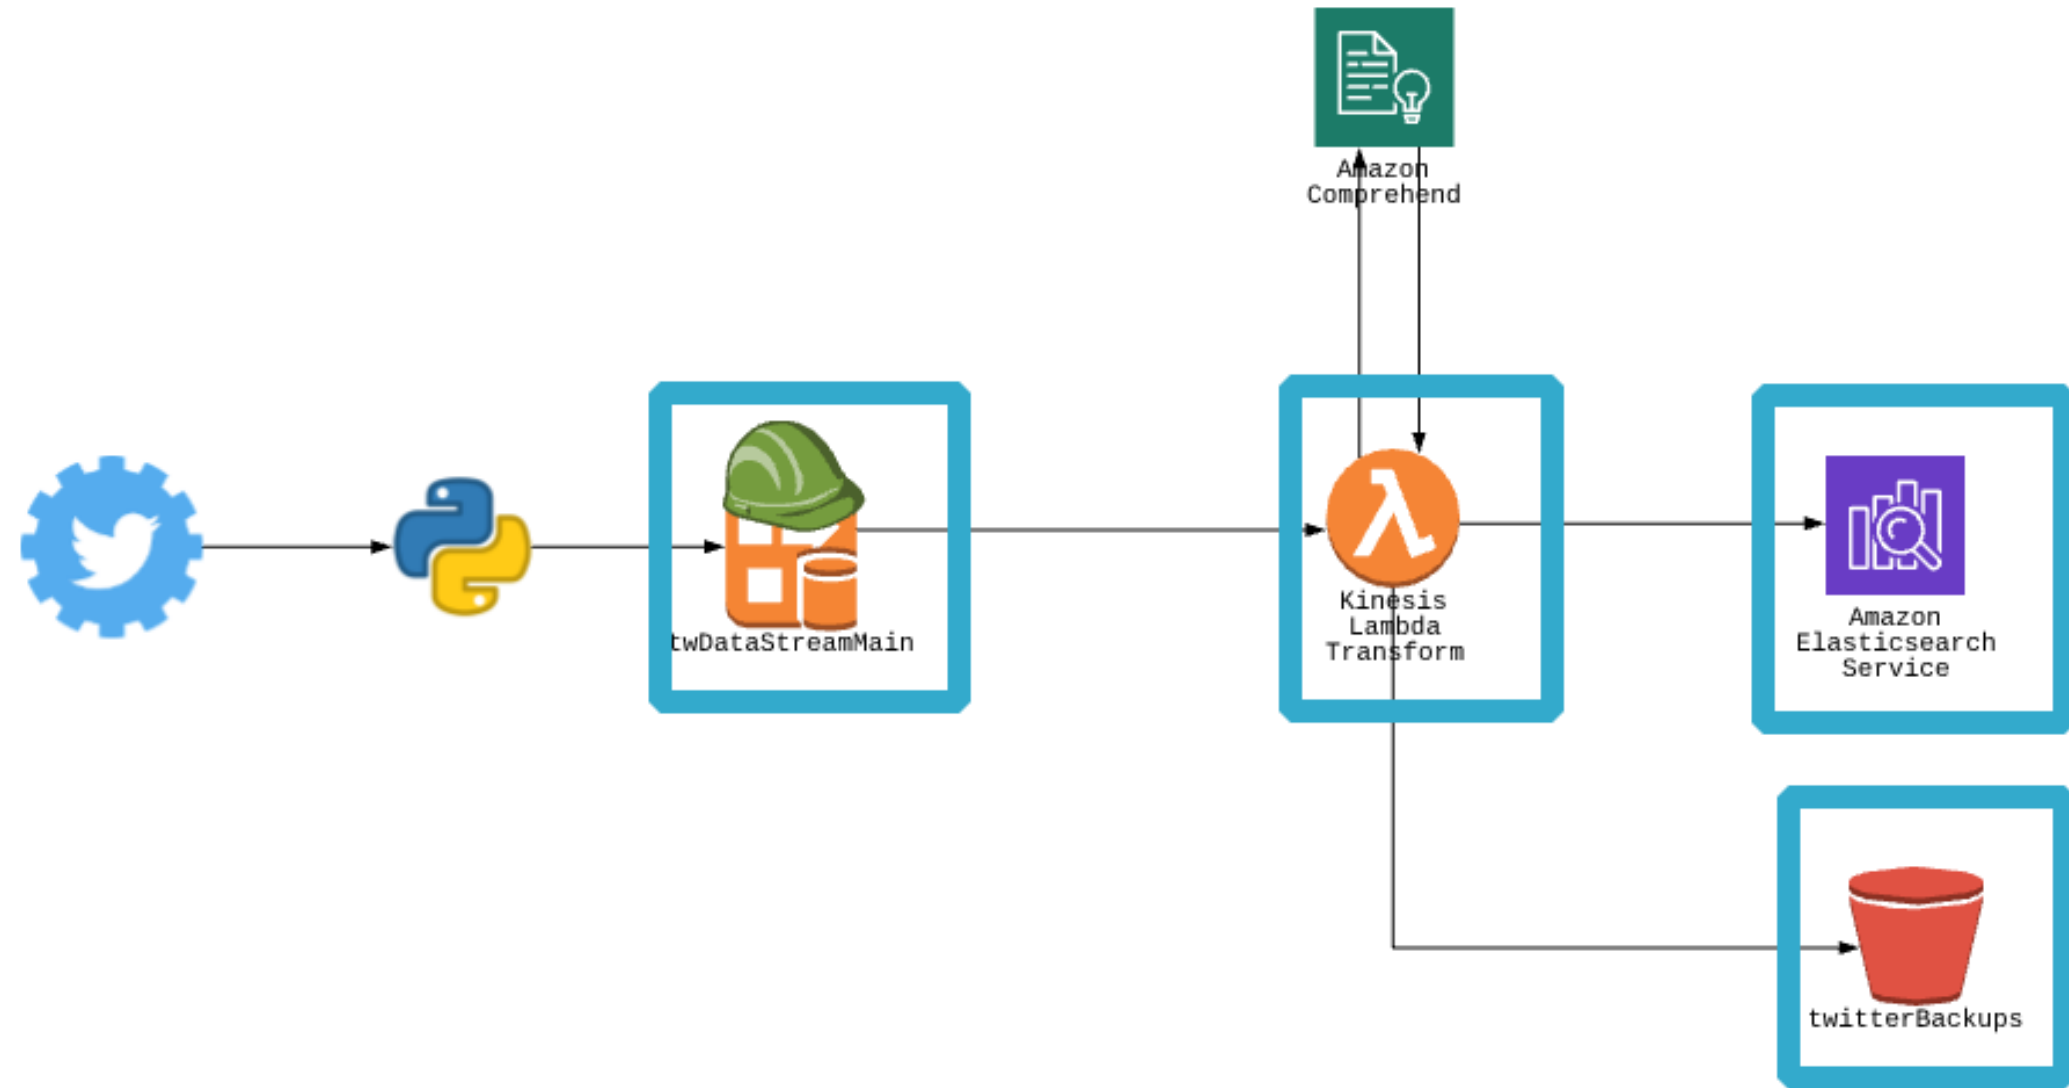 Amazon
Comprehend
twDataStreamMain
Kinesis
Lambda
Transform
Amazon
Elasticsearch
Service
twitterBackups